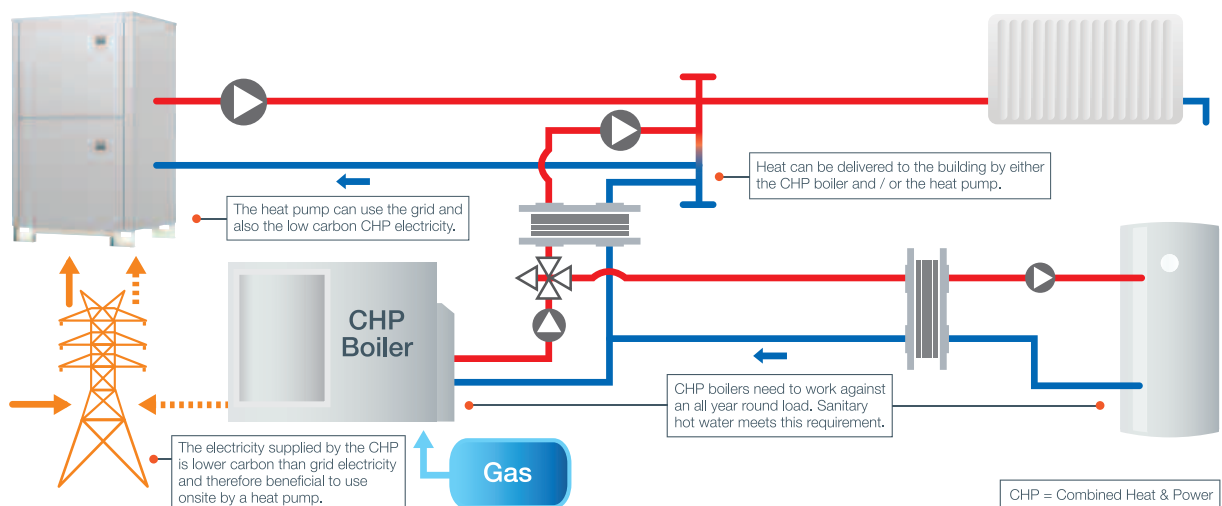 Heat can be delivered to the building by either
the CHP boiler and / or the heat pump.
The heat pump can use the grid and
also the low carbon CHP electricity.
CHP
Boiler
CHP boilers need to work against
an all year round load. Sanitary
hot water meets this requirement.
The electricity supplied by the CHP
is lower carbon than grid electricity
and therefore beneficial to use
onsite by a heat pump.
Gas
CHP = Combined Heat & Power